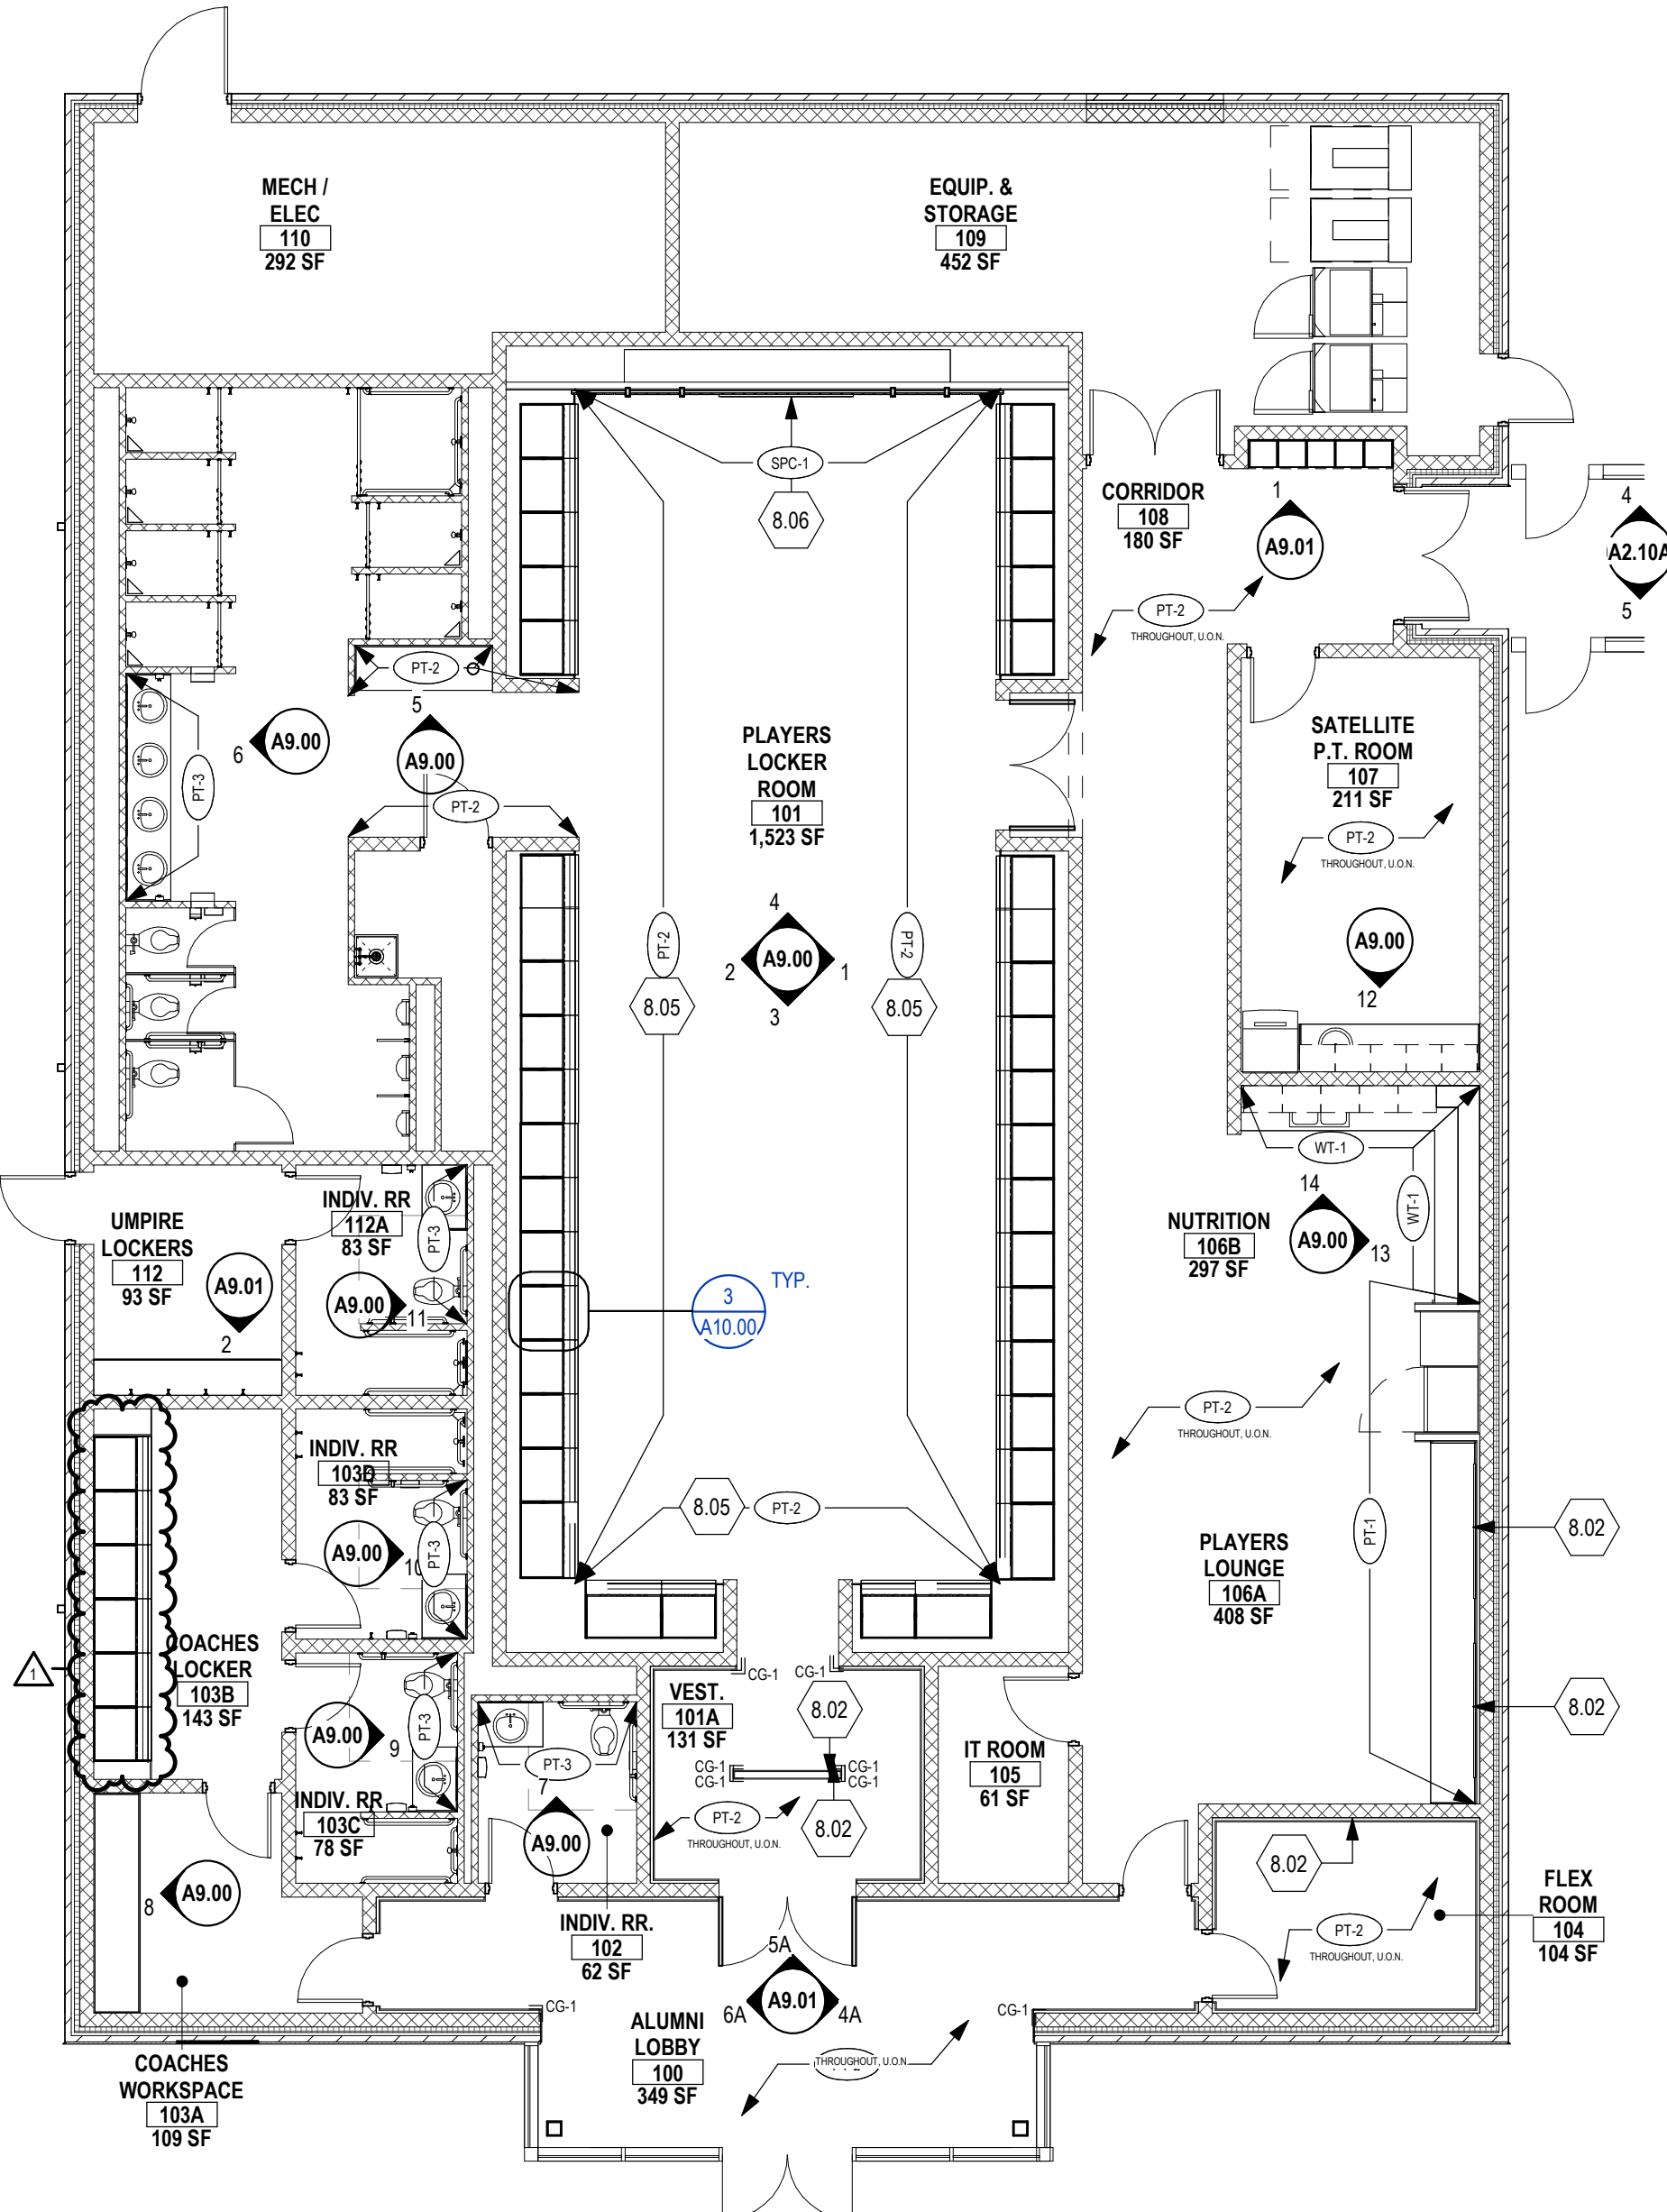 MECH /
ELEC
110
292 SF
EQUIP. &
STORAGE
109
452 SF
SPC-1
8.06
CORRIDOR
108
180 SF
1
A9.01
4
A2.10A
5
PT-2
THROUGHOUT, U.O.N.
PT-2
5
A9.00
6
A9.00
PT-3
PT-2
PLAYERS
LOCKER
ROOM
101
1,523 SF
SATELLITE
P.T. ROOM
107
211 SF
PT-2
THROUGHOUT, U.O.N.
4
2
A9.00
1
3
PT-2
8.05
PT-2
8.05
A9.00
12
WT-1
WT-1
14
A9.00
13
NUTRITION
106B
297 SF
UMPIRE
LOCKERS
112
93 SF
A9.01
2
INDIV. RR
112A
83 SF
PT-3
A9.00
11
3
A10.00
TYP.
PT-2
THROUGHOUT, U.O.N.
INDIV. RR
103D
83 SF
A9.00
10
PT-3
8.05
PT-2
PT-1
8.02
PLAYERS
LOUNGE
106A
408 SF
8.02
1
COACHES
LOCKER
103B
143 SF
A9.00
9
PT-3
INDIV. RR
103C
78 SF
PT-3
7
A9.00
CG-1
CG-1
VEST.
101A
131 SF
8.02
CG-1
CG-1
CG-1
CG-1
8.02
PT-2
THROUGHOUT, U.O.N.
IT ROOM
105
61 SF
8.02
PT-2
THROUGHOUT, U.O.N.
FLEX
ROOM
104
104 SF
8
A9.00
INDIV. RR.
102
62 SF
5A
6A
A9.01
4A
CG-1
CG-1
ALUMNI
LOBBY
100
349 SF
THROUGHOUT, U.O.N.
COACHES
WORKSPACE
103A
109 SF